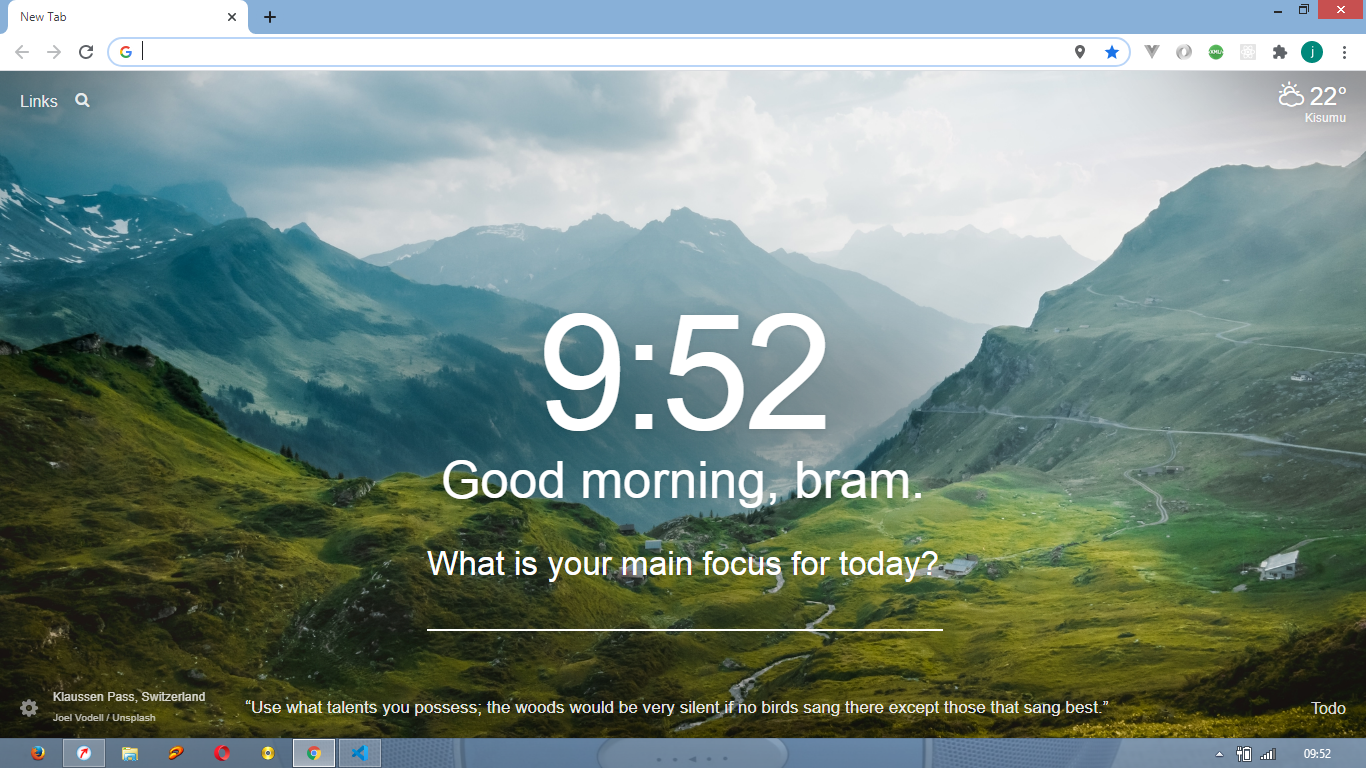 New Tab
Links
22°
Kisumu
9:52
Good morning, bram.
What is your main focus for today?
Klaussen Pass, Switzerland
Joel Vodell / Unsplash
“Use what talents you possess; the woods would be very silent if no birds sang there except those that sang best.”
Todo
09:52